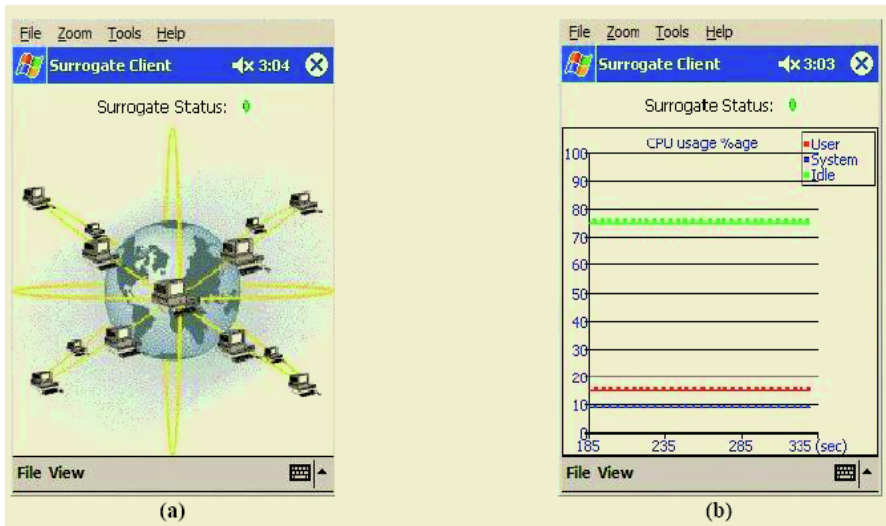 File Zoom Tools Help
Surrogate Client 3:04
Surrogate Status:
File View
(a)
File Zoom Tools Help
Surrogate Client 3:03
Surrogate Status:
CPU usage %age
User
System
Idle
100
90
80
70
60
50
40
30
20
10
0
185 235 285 335 (sec)
File View
(b)